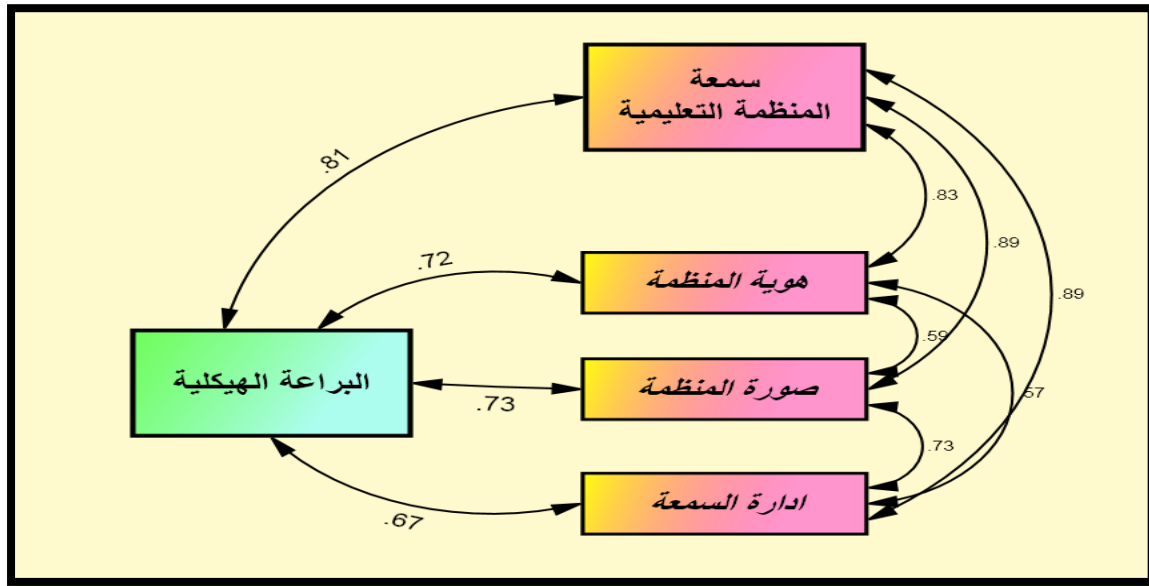 سمعة
المنظمة التعليمية
.81
.83
.72
هوية المنظمة
.89
.89
.59
البراعة الهيكلية
صورة المنظمة
.73
.57
.73
ادارة السمعة
.67